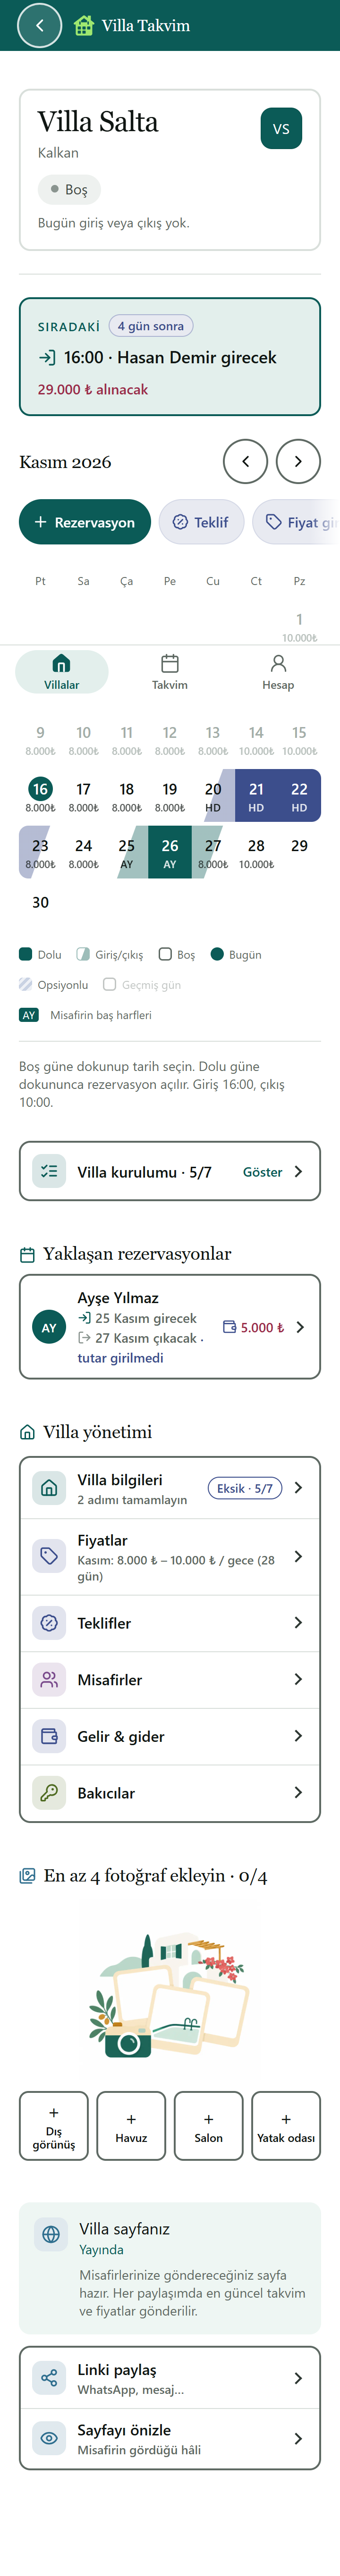 Villa Takvim
Villa Salta
VS
Kalkan
Boş
Bugün giriş veya çıkış yok.
SIRADAKİ
4 gün sonra
16:00 · Hasan Demir girecek
29.000 ₺ alınacak
Kasım 2026
Rezervasyon
Teklif
Fiyat gir
Pt Sa Ça Pe Cu Ct Pz
1
10.000₺
Villalar Takvim Hesap
9 10 11 12 13 14 15
8.000₺ 8.000₺ 8.000₺ 8.000₺ 8.000₺ 10.000₺ 10.000₺
16 17 18 19 20 21 22
8.000₺ 8.000₺ 8.000₺ 8.000₺ HD HD HD
23 24 25 26 27 28 29
8.000₺ 8.000₺ AY AY 8.000₺ 10.000₺
30
Dolu Giriş/çıkış Boş Bugün
Opsiyonlu Geçmiş gün
AY Misafirin baş harfleri
Boş güne dokunup tarih seçin. Dolu güne
dokununca rezervasyon açılır. Giriş 16:00, çıkış
10:00.
Villa kurulumu · 5/7
Göster
Yaklaşan rezervasyonlar
AY
Ayşe Yılmaz
25 Kasım girecek
27 Kasım çıkacak ·
tutar girilmedi
5.000 ₺
Villa yönetimi
Villa bilgileri
2 adımı tamamlayın
Eksik · 5/7
Fiyatlar
Kasım: 8.000 ₺ – 10.000 ₺ / gece (28
gün)
Teklifler
Misafirler
Gelir & gider
Bakıcılar
En az 4 fotoğraf ekleyin · 0/4
Dış
görünüş
Havuz
Salon
Yatak odası
Villa sayfanız
Yayında
Misafirlerinize göndereceğiniz sayfa
hazır. Her paylaşımda en güncel takvim
ve fiyatlar gönderilir.
Linki paylaş
WhatsApp, mesaj...
Sayfayı önizle
Misafirin gördüğü hâli